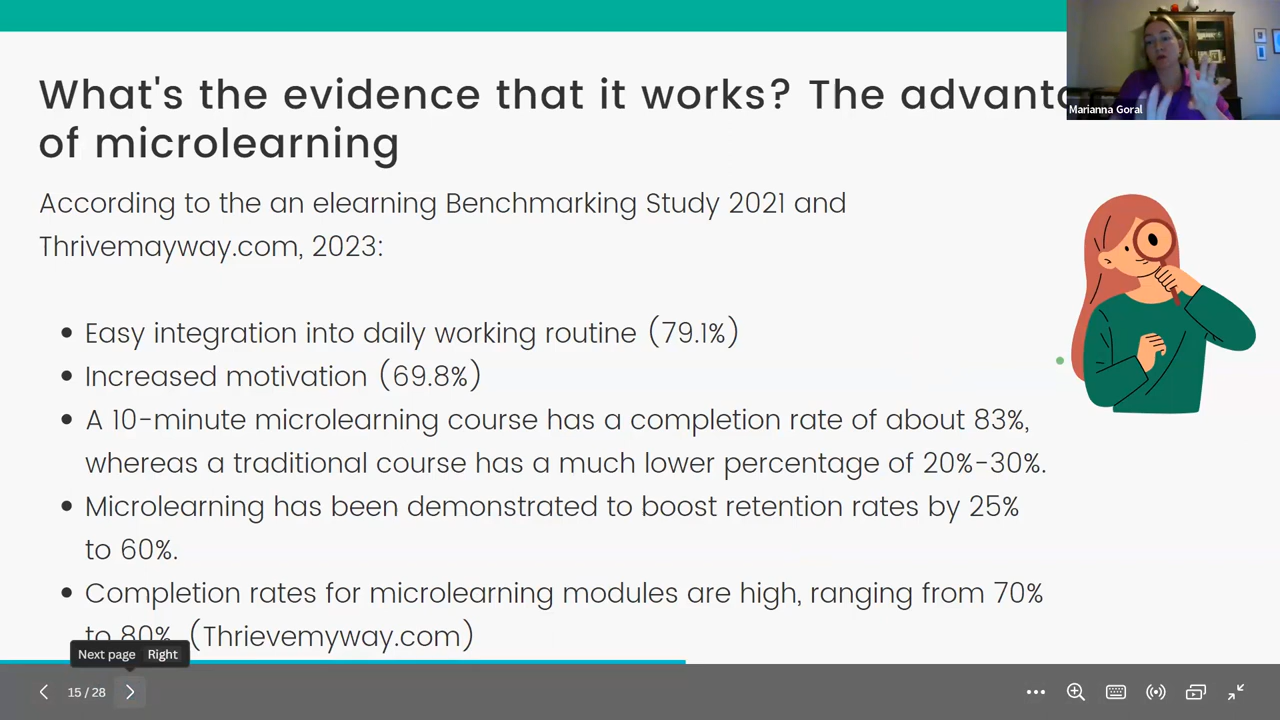 What's the evidence that it works? The advanta
of microlearning
Marianna Goral
According to the an elearning Benchmarking Study 2021 and
Thrivemayway.com, 2023:
• Easy integration into daily working routine (79.1%)
• Increased motivation (69.8%)
• A 10-minute microlearning course has a completion rate of about 83%,
whereas a traditional course has a much lower percentage of 20%-30%.
• Microlearning has been demonstrated to boost retention rates by 25%
to 60%.
• Completion rates for microlearning modules are high, ranging from 70%
to 80%. (Thrievemyway.com)
Next page Right
15 / 28